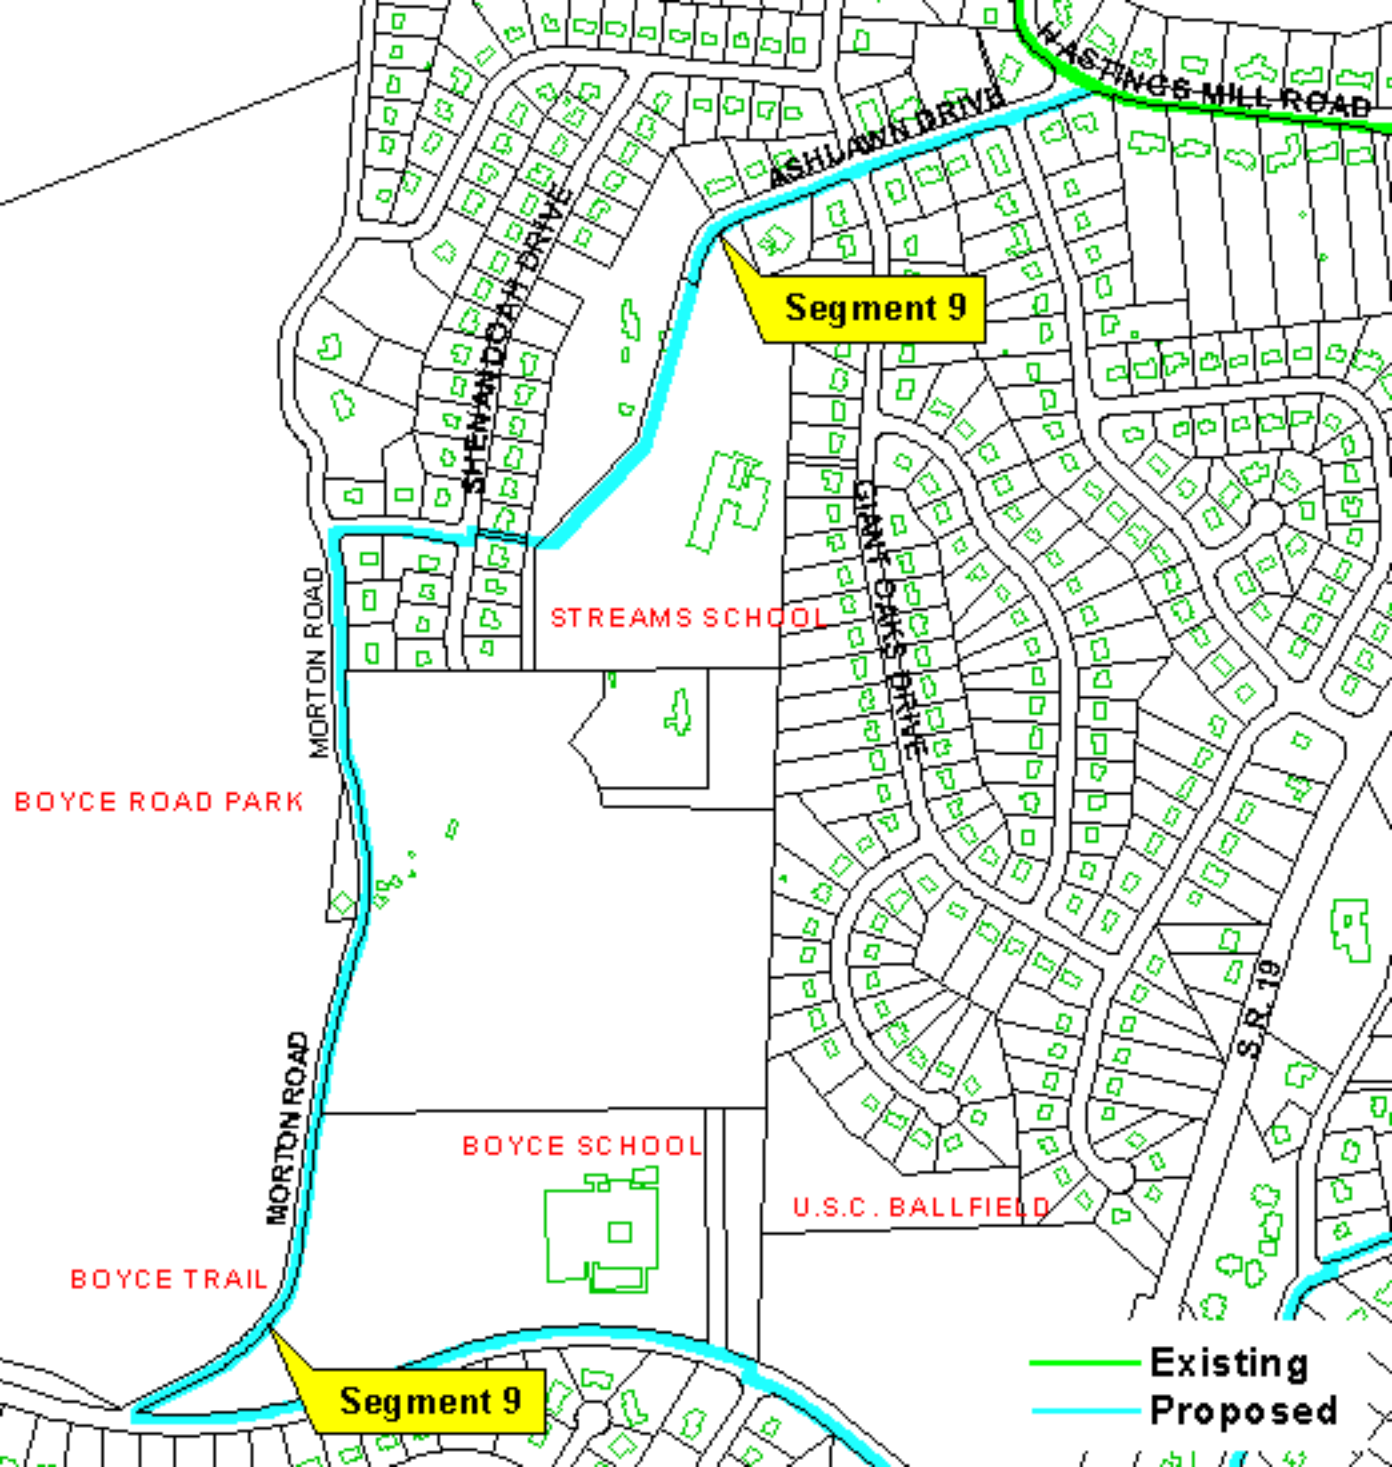 HASTINGS MILL ROAD
ASHLAWN DRIVE
SHENANDOAH DRIVE
Segment 9
GIANT OAKS DRIVE
STREAMS SCHOOL
MORTON ROAD
BOYCE ROAD PARK
S.R. 19
MORTON ROAD
BOYCE SCHOOL
U.S.C. BALLFIELD
BOYCE TRAIL
Segment 9
Existing
Proposed